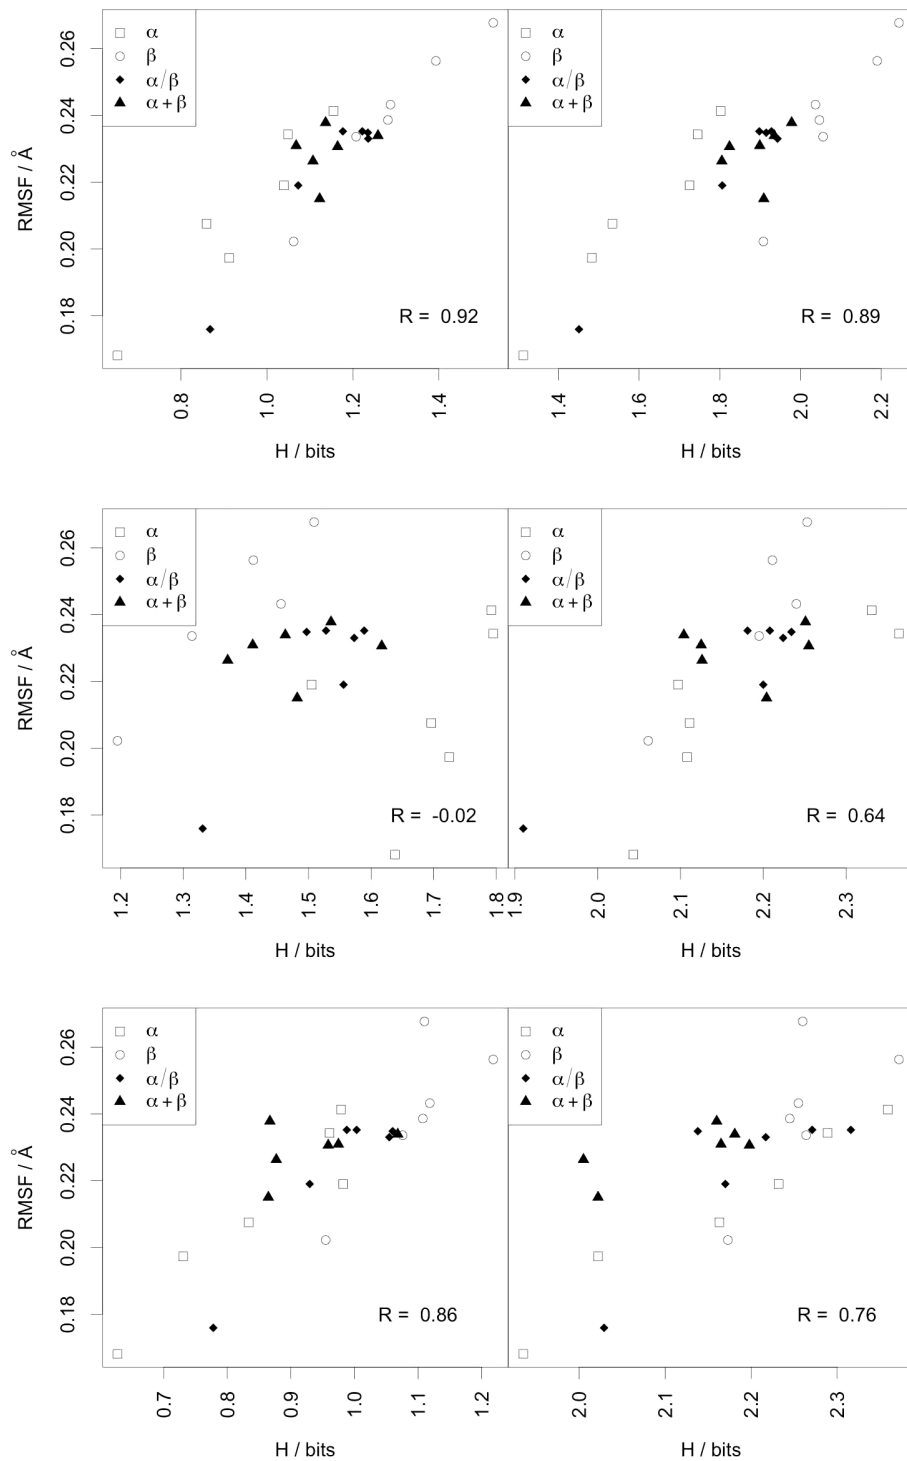 α
β
α/β
α+β
α
β
α/β
α+β
RMSF / Å
0.18 0.20 0.22 0.24 0.26
R = 0.92
R = 0.89
0.8 1.0 1.2 1.4
1.4 1.6 1.8 2.0 2.2
H / bits
H / bits
α
β
α/β
α+β
α
β
α/β
α+β
RMSF / Å
0.18 0.20 0.22 0.24 0.26
R = -0.02
R = 0.64
1.2 1.3 1.4 1.5 1.6 1.7 1.8
1.9 2.0 2.1 2.2 2.3
H / bits
H / bits
α
β
α/β
α+β
α
β
α/β
α+β
RMSF / Å
0.18 0.20 0.22 0.24 0.26
R = 0.86
R = 0.76
0.7 0.8 0.9 1.0 1.1 1.2
2.0 2.1 2.2 2.3
H / bits
H / bits